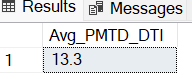 Results Messages
Avg_PMTD_DTI
1 13.3